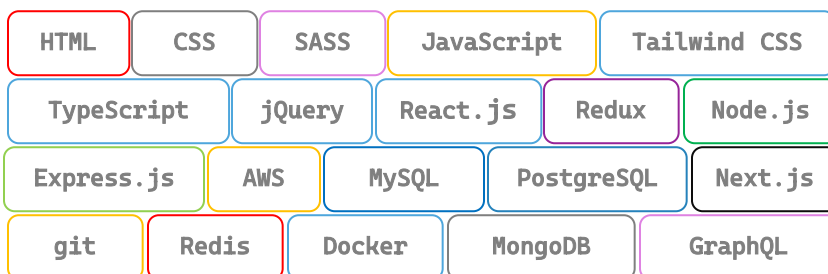 HTML CSS SASS JavaScript Tailwind CSS
TypeScript jQuery React.js Redux Node.js
Express.js AWS MySQL PostgreSQL Next.js
git Redis Docker MongoDB GraphQL